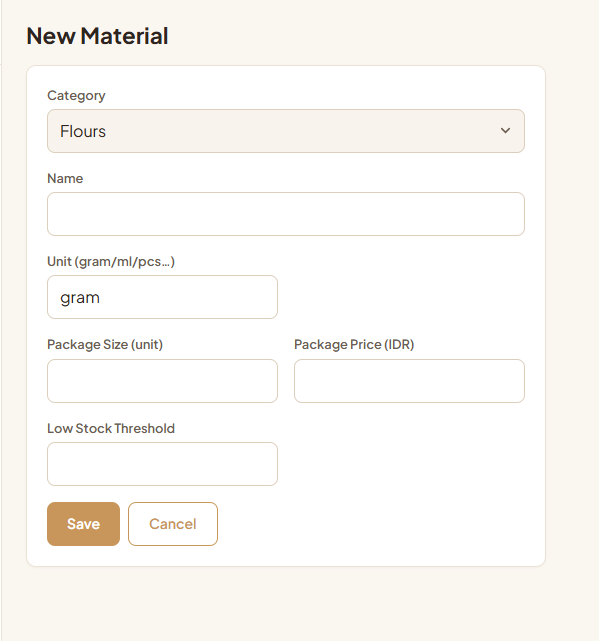 New Material
Category
Flours
Name
Unit (gram/ml/pcs...)
gram
Package Size (unit) Package Price (IDR)
Low Stock Threshold
Save Cancel